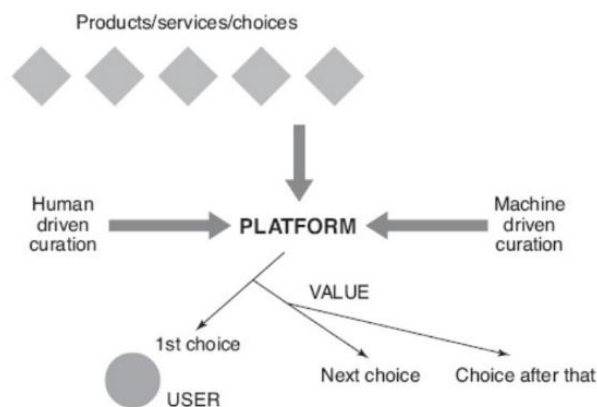 Products/services/choices
Human
driven
curation
PLATFORM
Machine
driven
curation
VALUE
1st choice
Next choice
Choice after that
USER